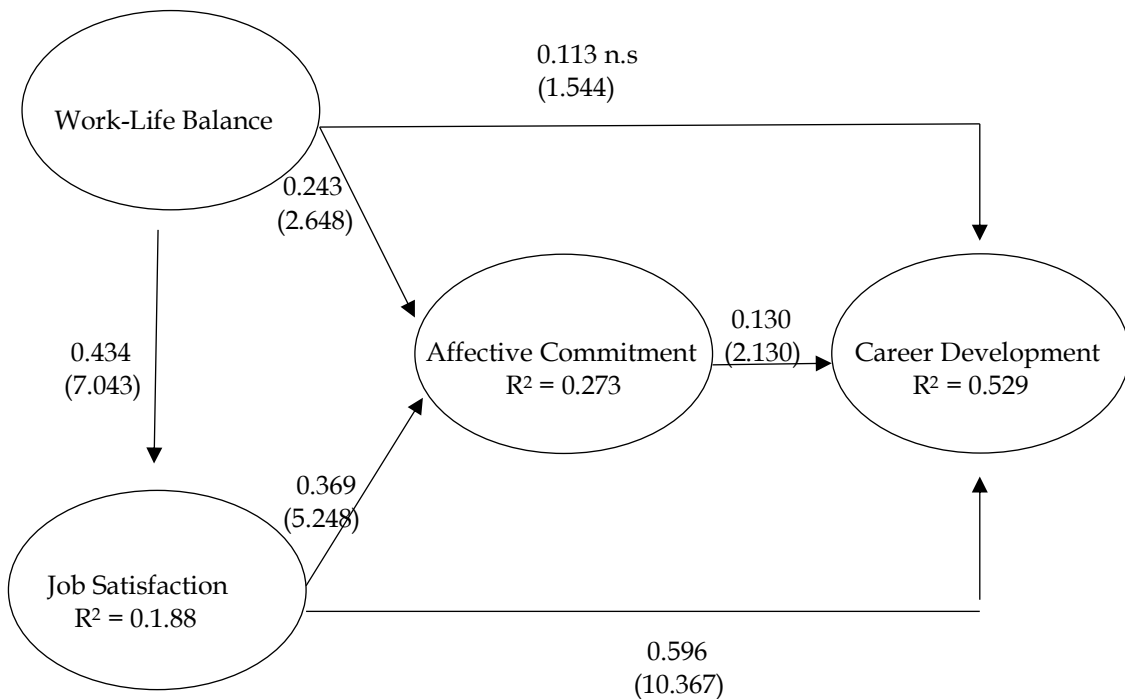 0.113 n.s
(1.544)
Work-Life Balance
0.243
(2.648)
0.434
(7.043)
Affective Commitment
R² = 0.273
0.130
(2.130)
Career Development
R² = 0.529
0.369
(5.248)
Job Satisfaction
R² = 0.1.88
0.596
(10.367)